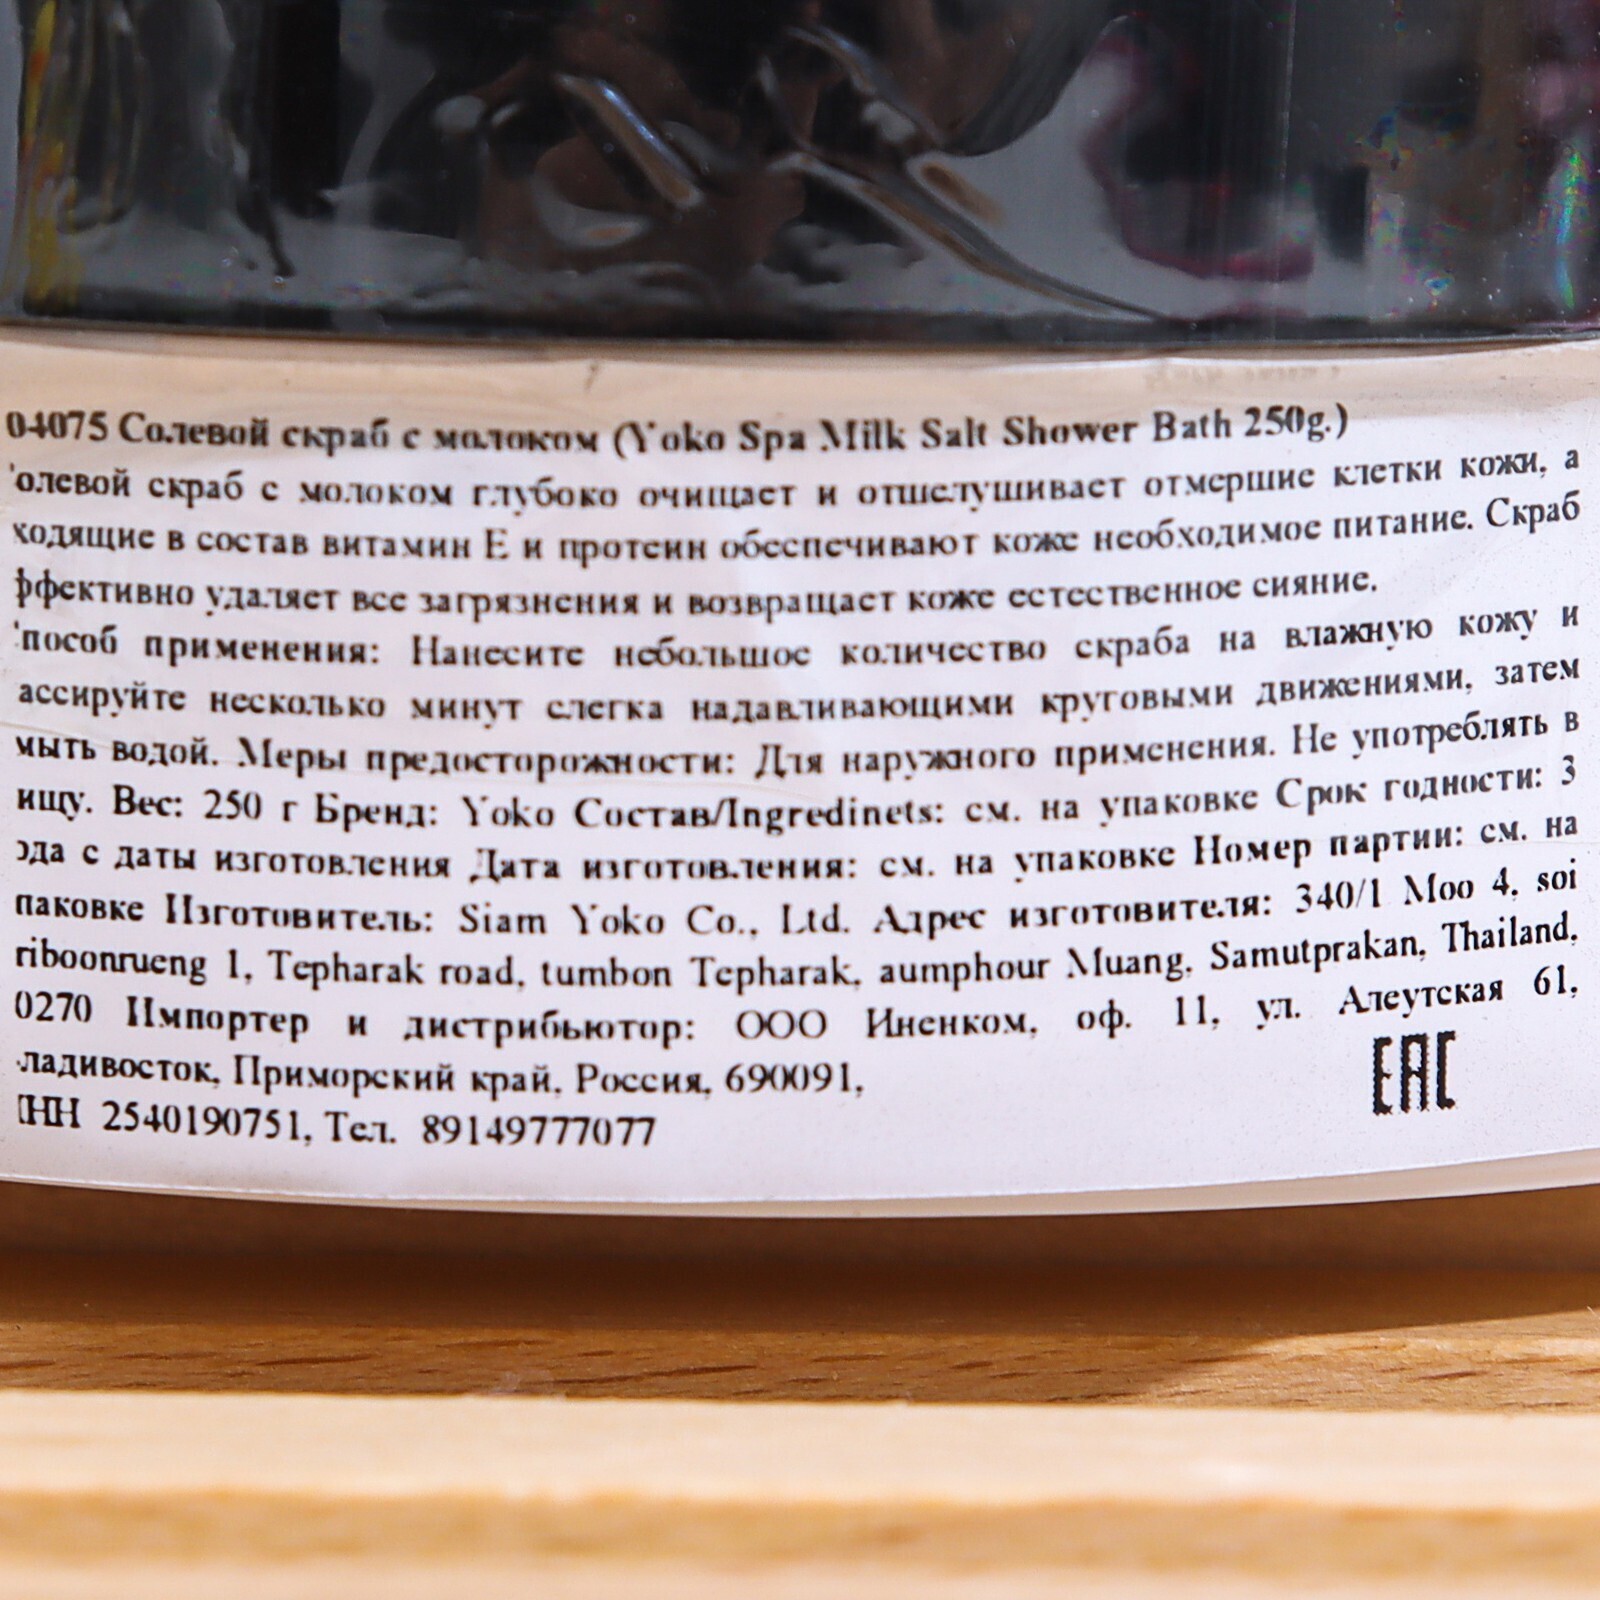 04075 Солевой скраб с молоком (Yoko Spa Milk Salt Shower Bath 250g.)
олевой скраб с молоком глубоко очищает и отшелушивает отмершие клетки кожи, а
ходящие в состав витамин Е и протеин обеспечивают коже необходимое питание. Скраб
ффективно удаляет все загрязнения и возвращает коже естественное сияние.
пособ применения: Нанесите небольшое количество скраба на влажную кожу и
ассируйте несколько минут слегка надавливающими круговыми движениями, затем
мыть водой. Меры предосторожности: Для наружного применения. Не употреблять в
ищу. Вес: 250 г Бренд: Yoko Состав/Ingredinets: см. на упаковке Срок годности: 3
ода с даты изготовления Дата изготовления: см. на упаковке Номер партии: см. на
паковке Изготовитель: Siam Yoko Co., Ltd. Адрес изготовителя: 340/1 Moo 4, soi
riboonrueng 1, Tepharak road, tumbon Tepharak, aumphour Muang, Samutprakan, Thailand,
0270 Импортер и дистрибьютор: ООО Иненком, оф. 11, ул. Алеутская 61,
ладивосток, Приморский край, Россия, 690091,
ИНН 2540190751, Тел. 89149777077
EAC